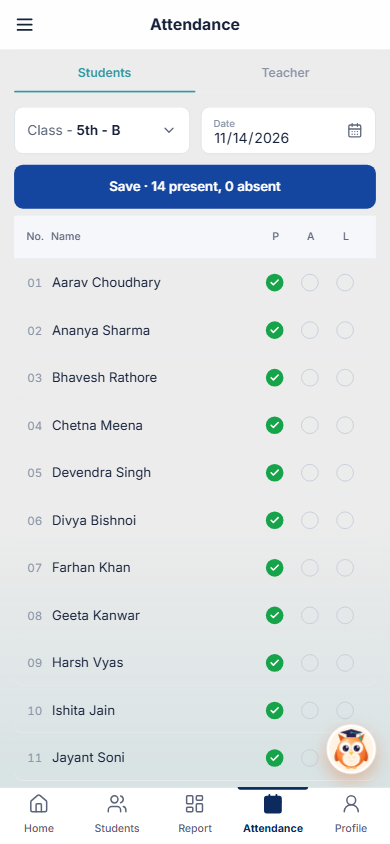 Attendance
Students
Teacher
Class - 5th - B
Date
11/14/2026
Save · 14 present, 0 absent
No. Name P A L
01 Aarav Choudhary
02 Ananya Sharma
03 Bhavesh Rathore
04 Chetna Meena
05 Devendra Singh
06 Divya Bishnoi
07 Farhan Khan
08 Geeta Kanwar
09 Harsh Vyas
10 Ishita Jain
11 Jayant Soni
Home
Students
Report
Attendance
Profile